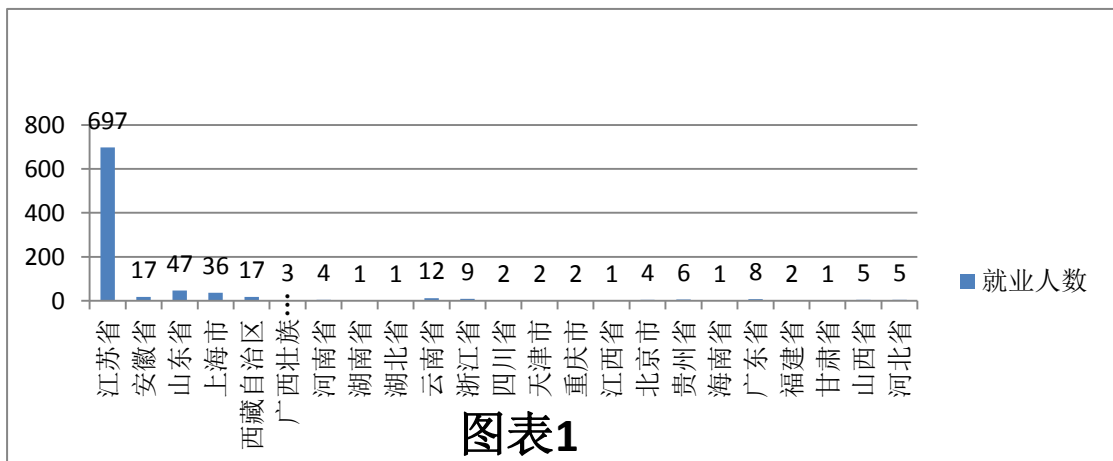 800
600
400
200
0
697
17
47
36
17
3
4
1
1
12
9
2
2
2
1
4
6
1
8
2
1
5
5
江苏省
安徽省
山东省
上海市
西藏自治区
广西壮族…
河南省
湖南省
湖北省
云南省
浙江省
四川省
天津市
重庆市
江西省
北京市
贵州省
海南省
广东省
福建省
甘肃省
山西省
河北省
就业人数
图表1